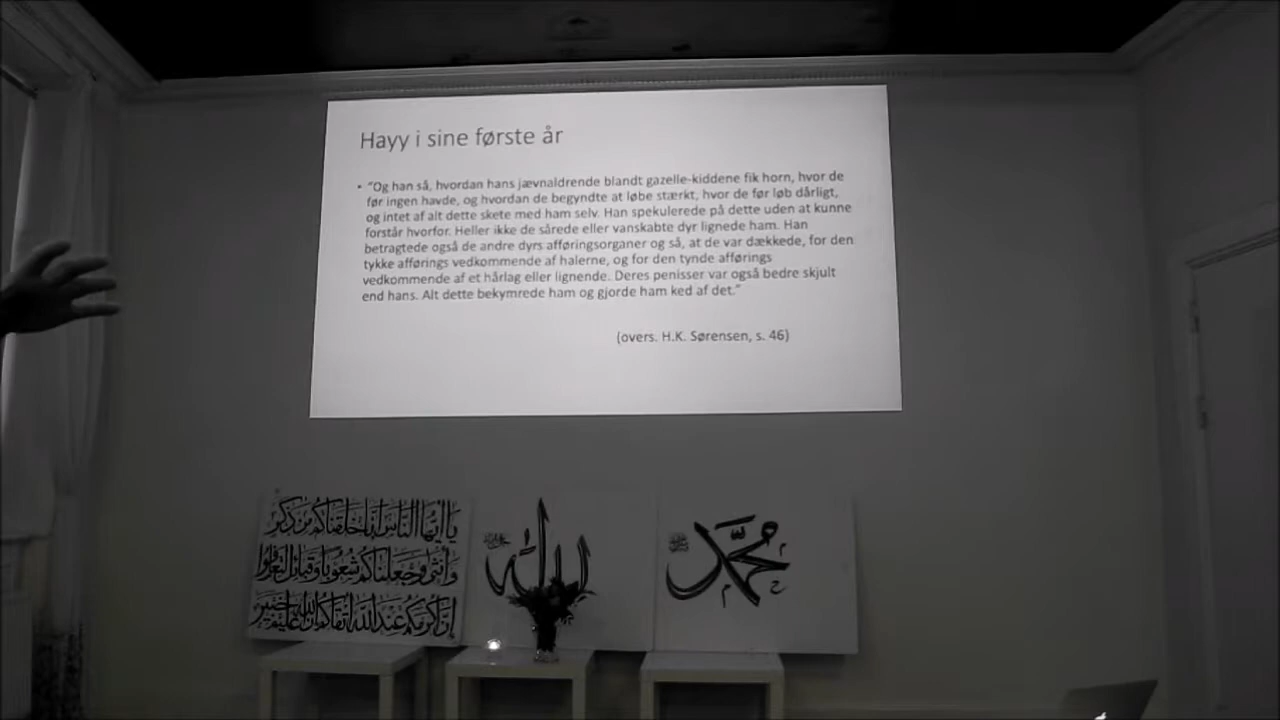 Hayy i sine første år
• "Og han så, hvordan hans jævnaldrende blandt gazelle-kiddene fik horn, hvor de
før ingen havde, og hvordan de begyndte at løbe stærkt, hvor de før løb dårligt,
og intet af alt dette skete med ham selv. Han spekulerede på dette uden at kunne
forstår hvorfor. Heller ikke de sårede eller vanskabte dyr lignede ham. Han
betragtede også de andre dyrs afføringsorganer og så, at de var dækkede, for den
tykke afførings vedkommende af halerne, og for den tynde afførings
vedkommende af et hårlag eller lignende. Deres penisser var også bedre skjult
end hans. Alt dette bekymrede ham og gjorde ham ked af det."
(overs. H.K. Sørensen, s. 46)
يا أيها الناس إنا خلقناكم من ذكر
وأنثى وجعلناكم شعوبا وقبائل لتعارفوا
إن أكرمكم عند الله أتقاكم إن الله عليم خبير
الله
محمد